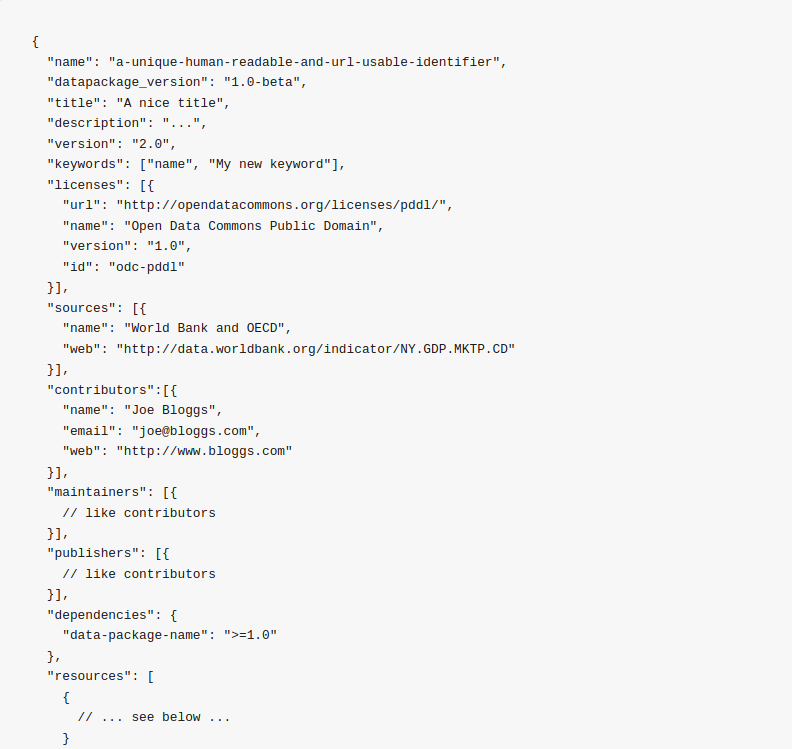 {
  "name": "a-unique-human-readable-and-url-usable-identifier",
  "datapackage_version": "1.0-beta",
  "title": "A nice title",
  "description": "...",
  "version": "2.0",
  "keywords": ["name", "My new keyword"],
  "licenses": [{
    "url": "http://opendatacommons.org/licenses/pddl/",
    "name": "Open Data Commons Public Domain",
    "version": "1.0",
    "id": "odc-pddl"
  }],
  "sources": [{
    "name": "World Bank and OECD",
    "web": "http://data.worldbank.org/indicator/NY.GDP.MKTP.CD"
  }],
  "contributors":[{
    "name": "Joe Bloggs",
    "email": "joe@bloggs.com",
    "web": "http://www.bloggs.com"
  }],
  "maintainers": [{
    // like contributors
  }],
  "publishers": [{
    // like contributors
  }],
  "dependencies": {
    "data-package-name": ">=1.0"
  },
  "resources": [
    {
      // ... see below ...
    }